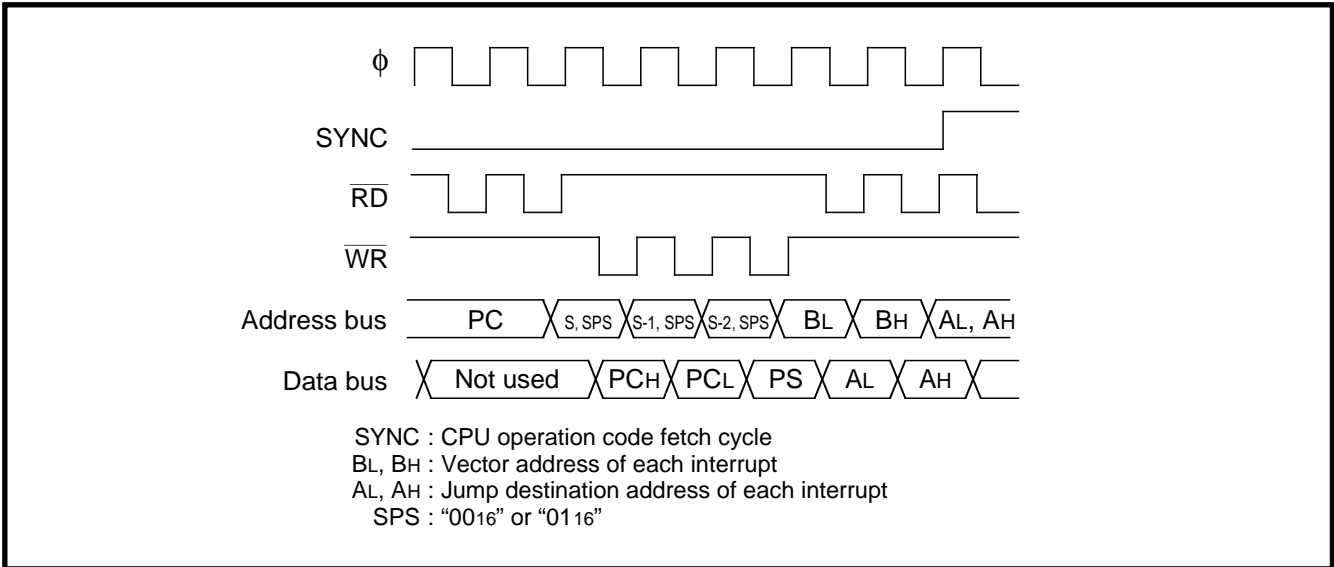 ϕ
SYNC
RD
WR
Address bus PC S, SPS S-1, SPS S-2, SPS BL BH AL, AH
Data bus Not used PCH PCL PS AL AH
SYNC : CPU operation code fetch cycle
BL, BH : Vector address of each interrupt
AL, AH : Jump destination address of each interrupt
SPS : “0016” or “0116”